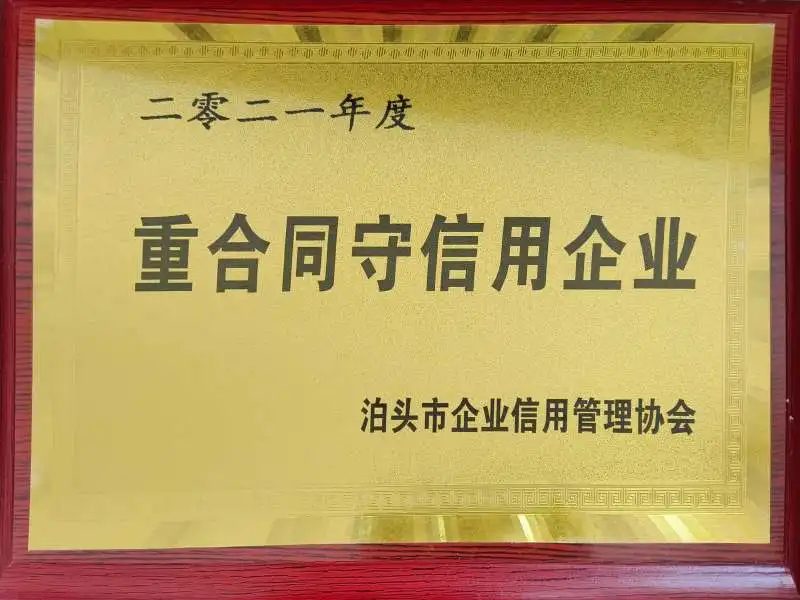 二零二一年度
重合同守信用企业
泊头市企业信用管理协会